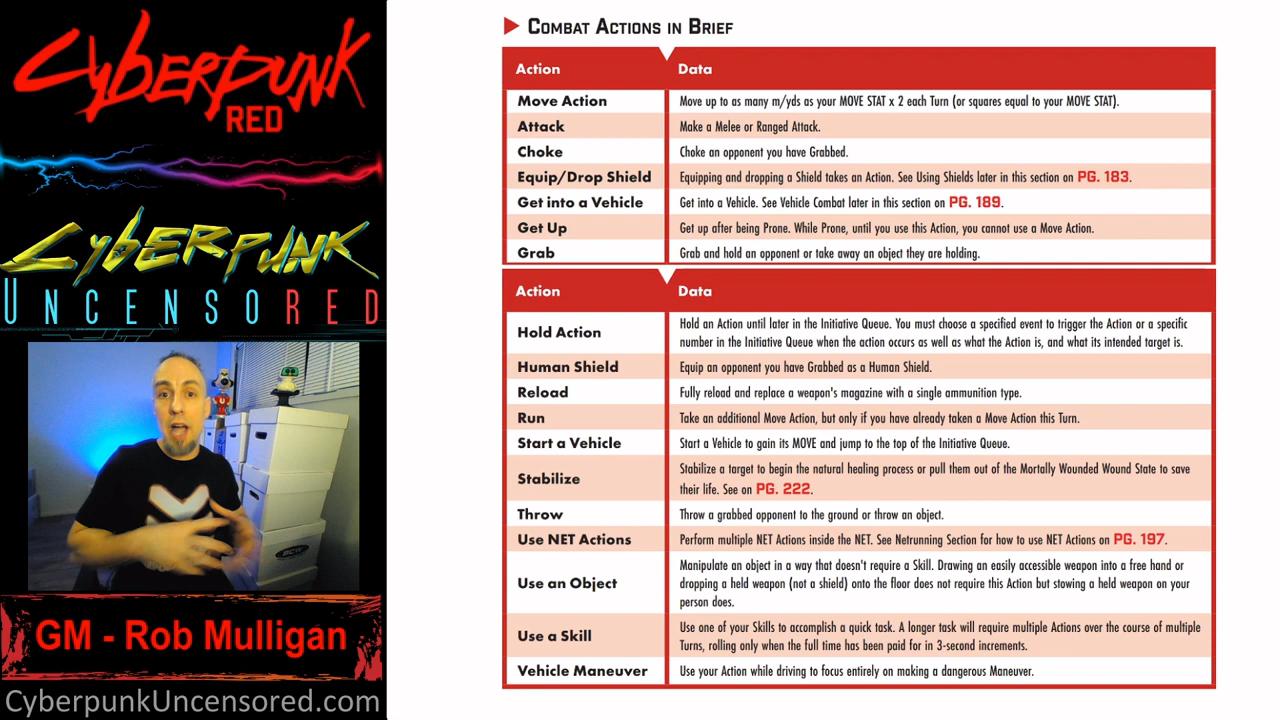 Cyberpunk
RED
Cyberpunk
UNCENSORED
GM - Rob Mulligan
CyberpunkUncensored.com
Combat Actions in Brief
Action Data
Move Action Move up to as many m/yds as your MOVE STAT x 2 each Turn (or squares equal to your MOVE STAT).
Attack Make a Melee or Ranged Attack.
Choke Choke an opponent you have Grabbed.
Equip/Drop Shield Equipping and dropping a Shield takes an Action. See Using Shields later in this section on PG. 183.
Get into a Vehicle Get into a Vehicle. See Vehicle Combat later in this section on PG. 189.
Get Up Get up after being Prone. While Prone, until you use this Action, you cannot use a Move Action.
Grab Grab and hold an opponent or take away an object they are holding.
Action Data
Hold Action Hold an Action until later in the Initiative Queue. You must choose a specified event to trigger the Action or a specific
number in the Initiative Queue when the action occurs as well as what the Action is, and what its intended target is.
Human Shield Equip an opponent you have Grabbed as a Human Shield.
Reload Fully reload and replace a weapon's magazine with a single ammunition type.
Run Take an additional Move Action, but only if you have already taken a Move Action this Turn.
Start a Vehicle Start a Vehicle to gain its MOVE and jump to the top of the Initiative Queue.
Stabilize Stabilize a target to begin the natural healing process or pull them out of the Mortally Wounded Wound State to save
their life. See on PG. 222.
Throw Throw a grabbed opponent to the ground or throw an object.
Use NET Actions Perform multiple NET Actions inside the NET. See Netrunning Section for how to use NET Actions on PG. 197.
Use an Object Manipulate an object in a way that doesn't require a Skill. Drawing an easily accessible weapon into a free hand or
dropping a held weapon (not a shield) onto the floor does not require this Action but stowing a held weapon on your
person does.
Use a Skill Use one of your Skills to accomplish a quick task. A longer task will require multiple Actions over the course of multiple
Turns, rolling only when the full time has been paid for in 3-second increments.
Vehicle Maneuver Use your Action while driving to focus entirely on making a dangerous Maneuver.